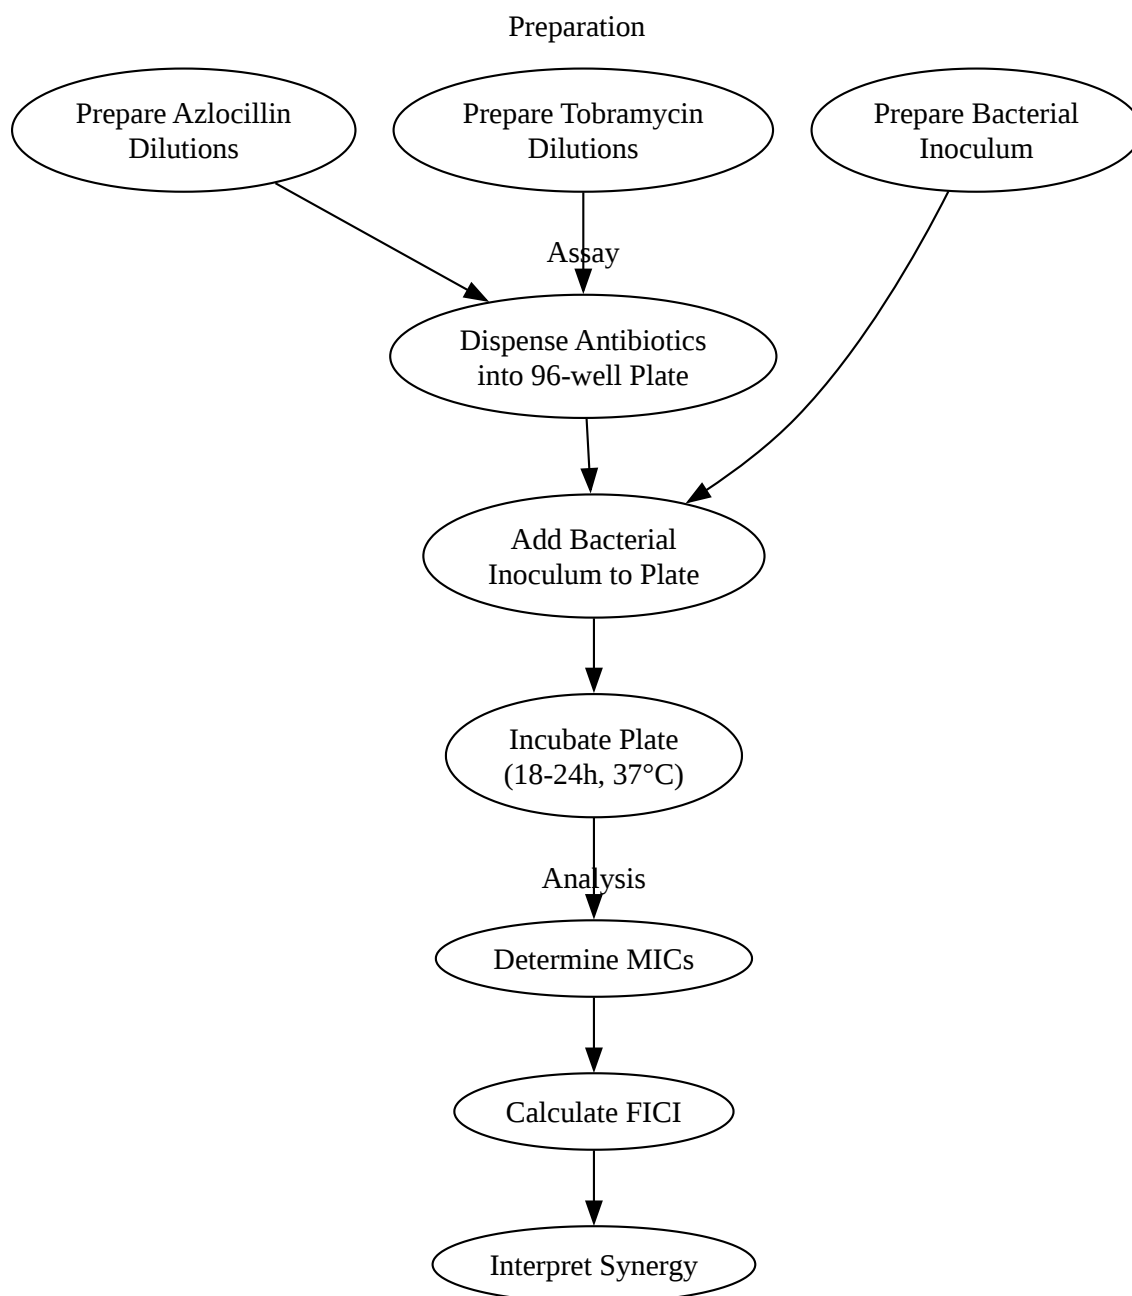 Preparation
Prepare Azlocillin
Dilutions
Prepare Tobramycin
Dilutions
Prepare Bacterial
Inoculum
Assay
Dispense Antibiotics
into 96-well Plate
Add Bacterial
Inoculum to Plate
Incubate Plate
(18-24h, 37°C)
Analysis
Determine MICs
Calculate FICI
Interpret Synergy